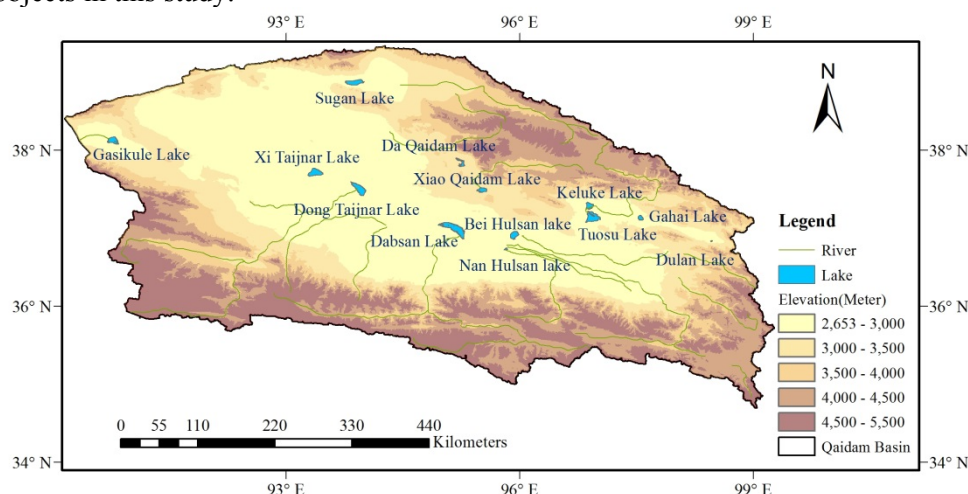 objects in this study.
93° E 96° E 99° E
N
Sugan Lake
38° N 38° N
Da Qaidam Lake
Gasikule Lake
Xi Taijnar Lake
Xiao Qaidam Lake
Keluke Lake
Dong Taijnar Lake
Bei Hulsan lake
Gahai Lake
Legend
Tuosu Lake
Dabsan Lake
River
Nan Hulsan lake
Dulan Lake
Lake
Elevation(Meter)
36° N 36° N
2,653 - 3,000
3,000 - 3,500
3,500 - 4,000
4,000 - 4,500
0 55 110 220 330 440
4,500 - 5,500
Kilometers
Qaidam Basin
34° N 34° N
93° E 96° E 99° E